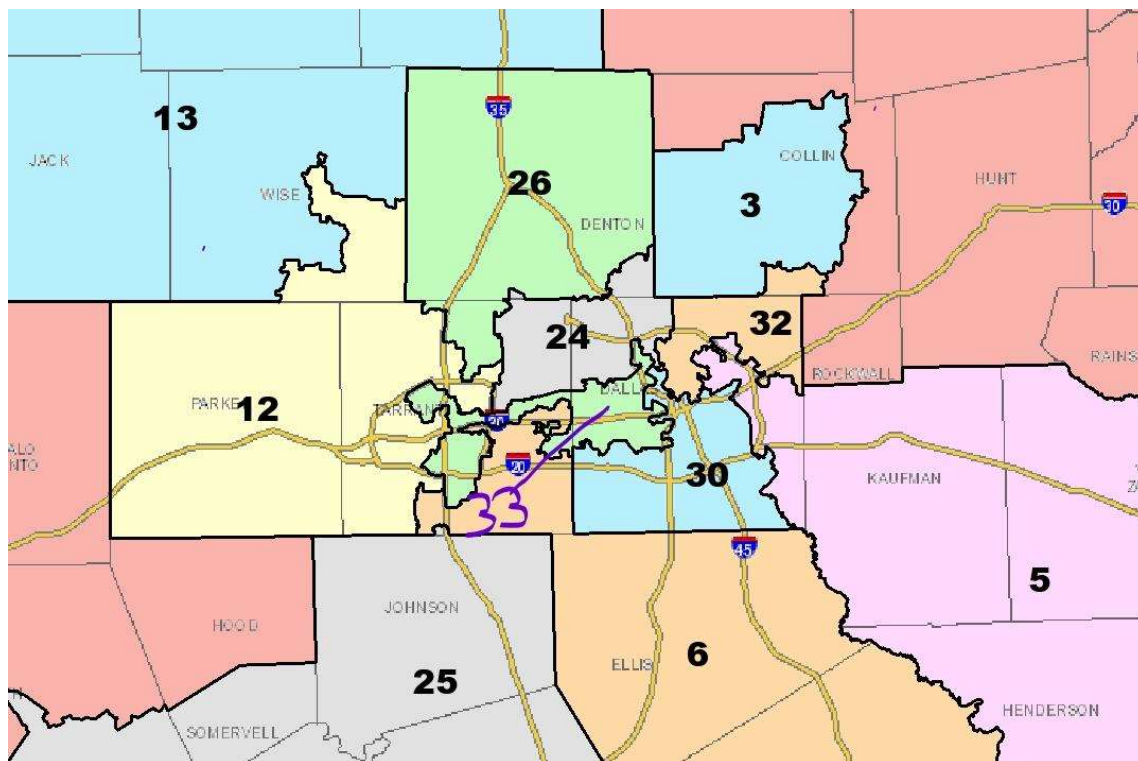 35
13
COLLIN
JACK
26
HUNT
WISE
3
30
DENTON
32
24
RAINS
ROCKWALL
DALL
PARKE
12
TARRANT
30
ALO
NTO
20
30
KAUFMAN
33
Z
45
5
JOHNSON
HOOD
6
ELLIS
25
HENDERSON
SOMERVELL